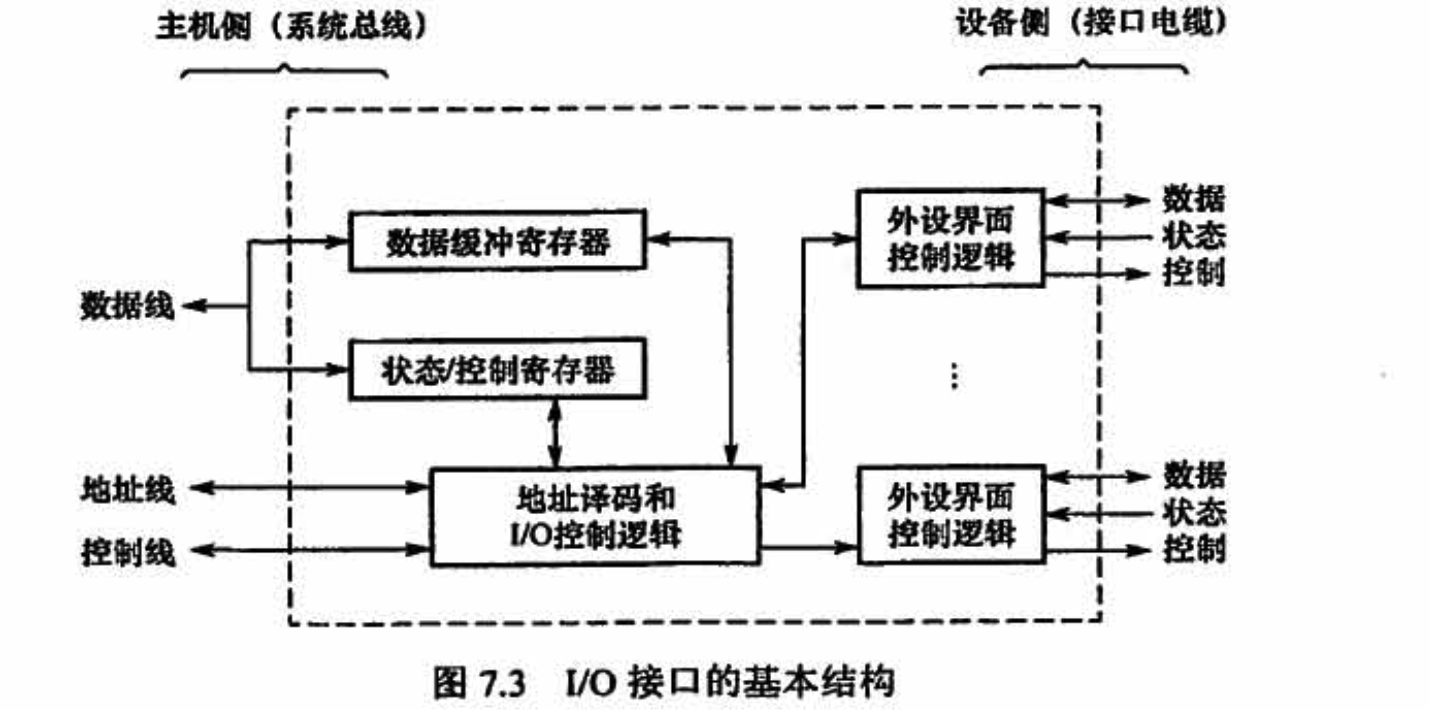 主机侧（系统总线）
设备侧（接口电缆）
数据缓冲寄存器
外设界面
控制逻辑
数据
状态
控制
数据线
状态/控制寄存器
⋮
地址线
控制线
地址译码和
I/O控制逻辑
外设界面
控制逻辑
数据
状态
控制
图 7.3 I/O 接口的基本结构